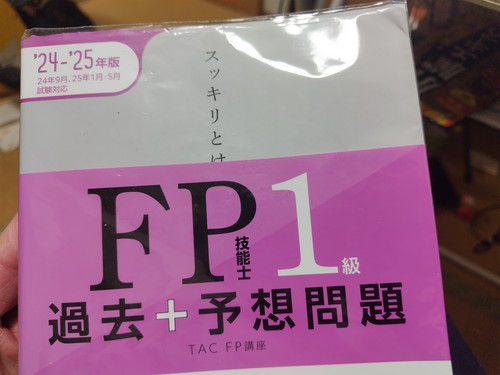 '24-'25年版
24年9月、25年1月・5月
試験対応
スッキリとけ
FP技能士1級
過去+予想問題
TAC FP講座